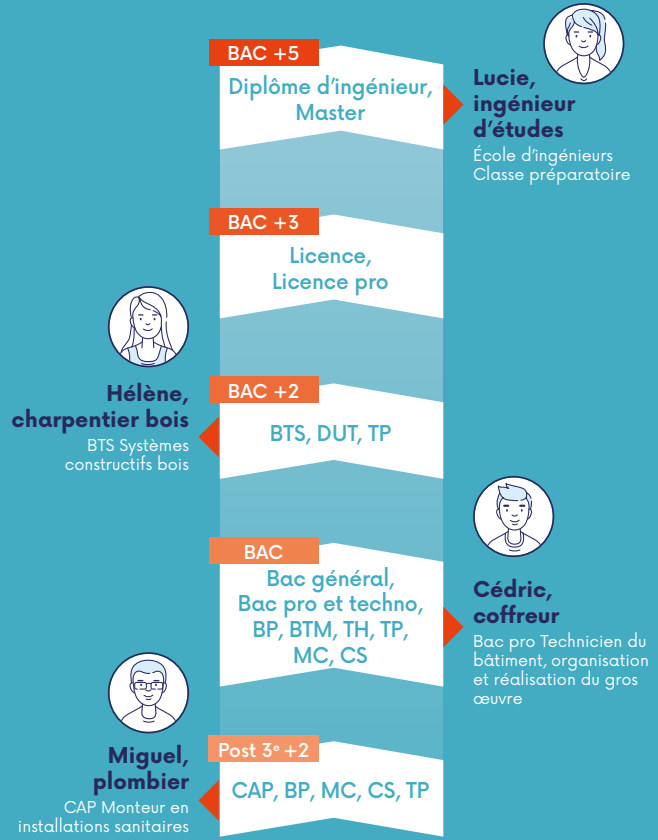 BAC +5
Diplôme d'ingénieur,
Master
Lucie,
ingénieur
d'études
École d'ingénieurs
Classe préparatoire
BAC +3
Licence,
Licence pro
Hélène,
charpentier bois
BTS Systèmes
constructifs bois
BAC +2
BTS, DUT, TP
BAC
Bac général,
Bac pro et techno,
BP, BTM, TH, TP,
MC, CS
Cédric,
coffreur
Bac pro Technicien du
bâtiment, organisation
et réalisation du gros
œuvre
Miguel,
plombier
CAP Monteur en
installations sanitaires
Post 3ᵉ +2
CAP, BP, MC, CS, TP